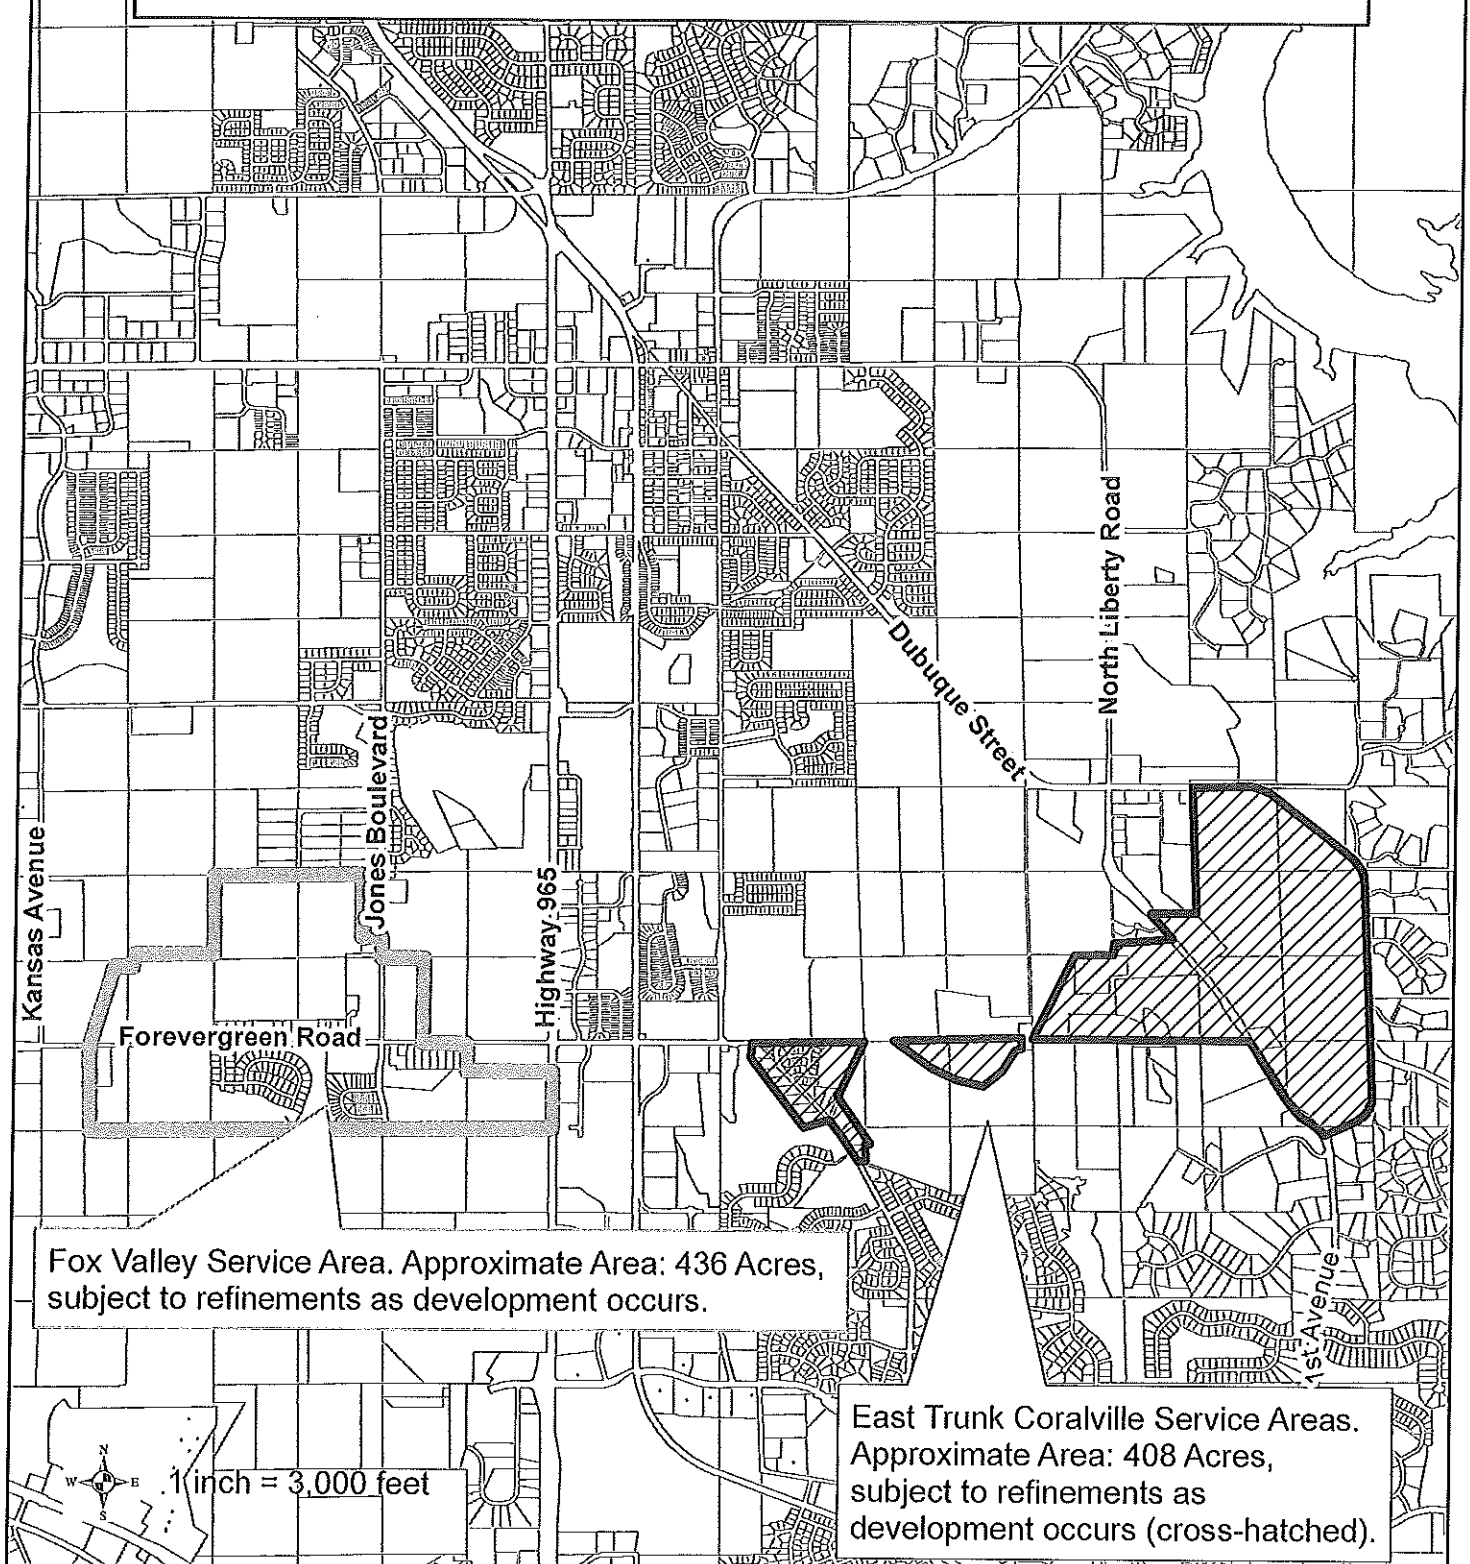 North Liberty Road
Dubuque Street
Jones Boulevard
Kansas Avenue
Highway 965
Forevergreen Road
Fox Valley Service Area. Approximate Area: 436 Acres,
subject to refinements as development occurs.
1st Avenue
East Trunk Coralville Service Areas.
Approximate Area: 408 Acres,
subject to refinements as
development occurs (cross-hatched).
N
W E
S
1 inch = 3,000 feet